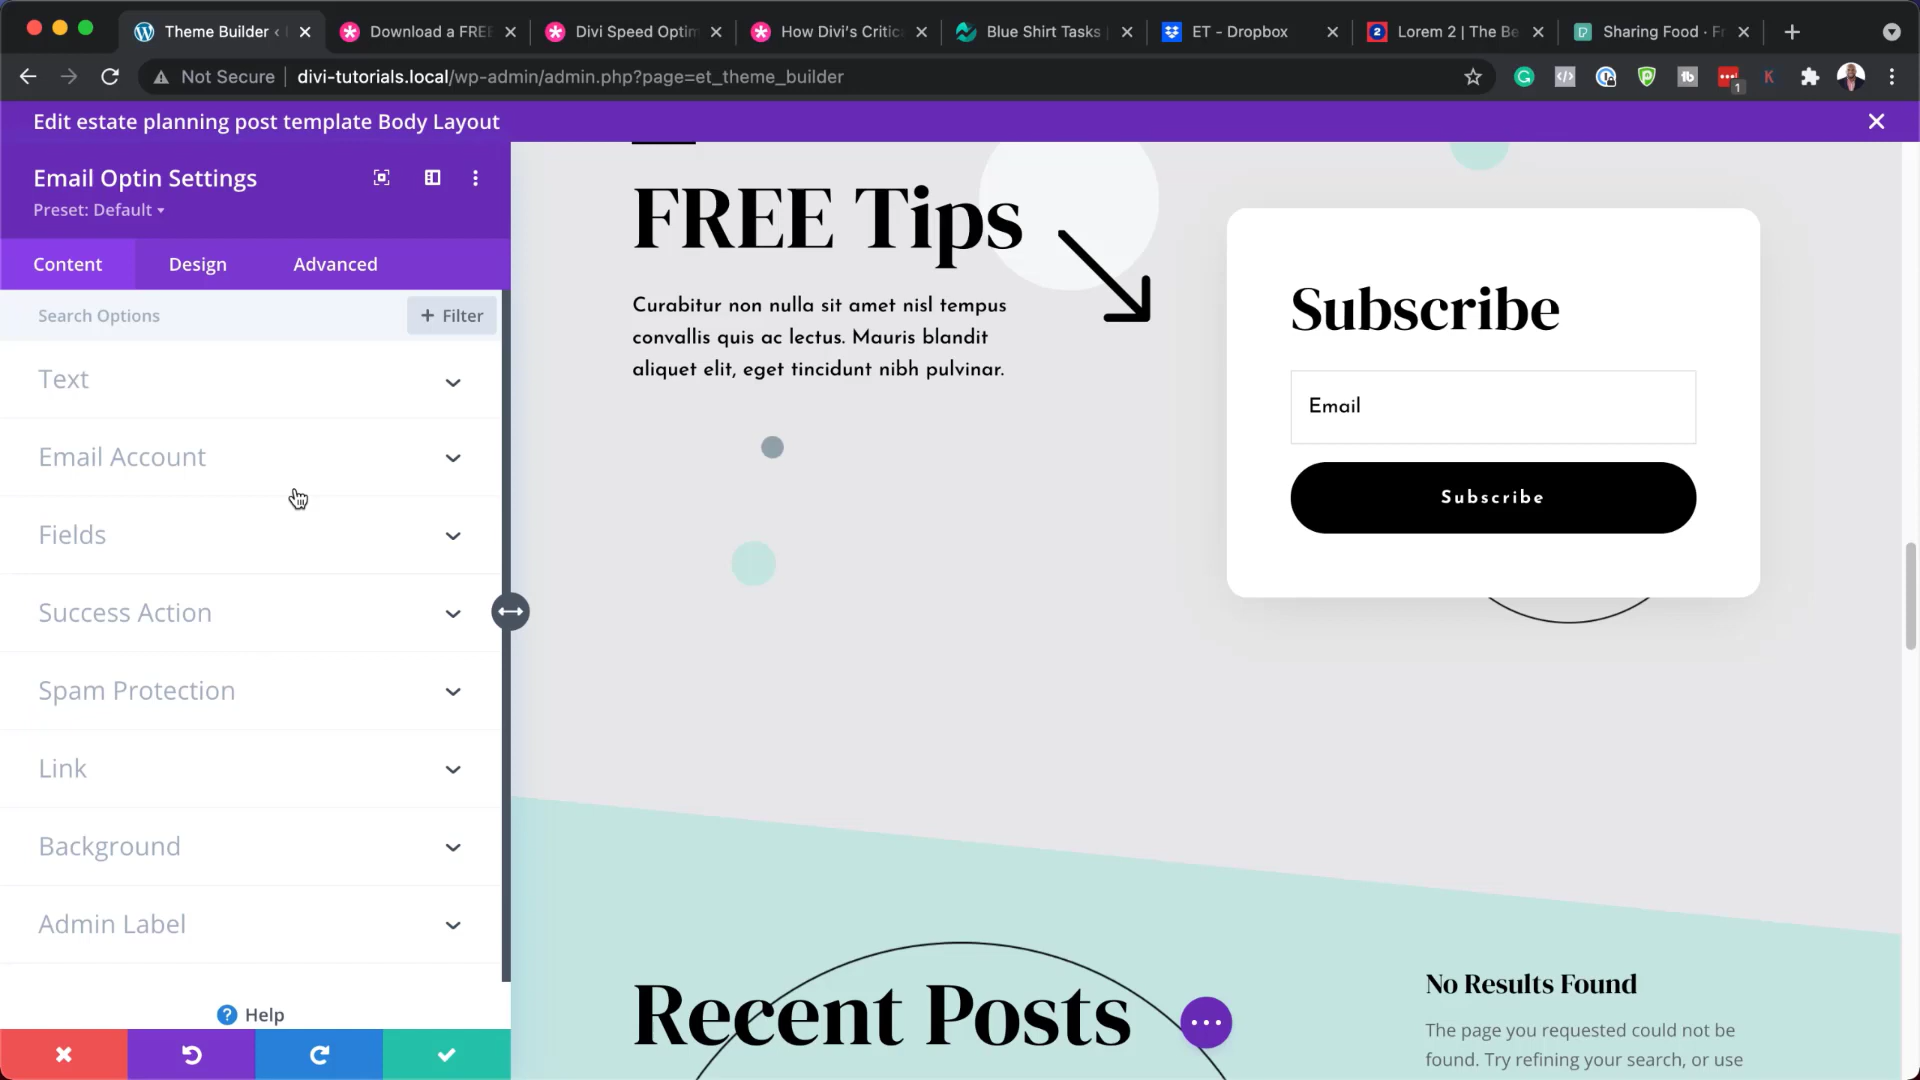 Theme Builder ‹
Download a FREE
Divi Speed Optim
How Divi's Critic
Blue Shirt Tasks
ET - Dropbox
2
Lorem 2 | The Be
Sharing Food · Fr
Not Secure
divi-tutorials.local/wp-admin/admin.php?page=et_theme_builder
1
Edit estate planning post template Body Layout
Email Optin Settings
Preset: Default
Content
Design
Advanced
Search Options
+ Filter
Text
Email Account
Fields
Success Action
Spam Protection
Link
Background
Admin Label
? Help
FREE Tips
Curabitur non nulla sit amet nisl tempus
convallis quis ac lectus. Mauris blandit
aliquet elit, eget tincidunt nibh pulvinar.
Subscribe
Email
Subscribe
Recent Posts
No Results Found
The page you requested could not be
found. Try refining your search, or use